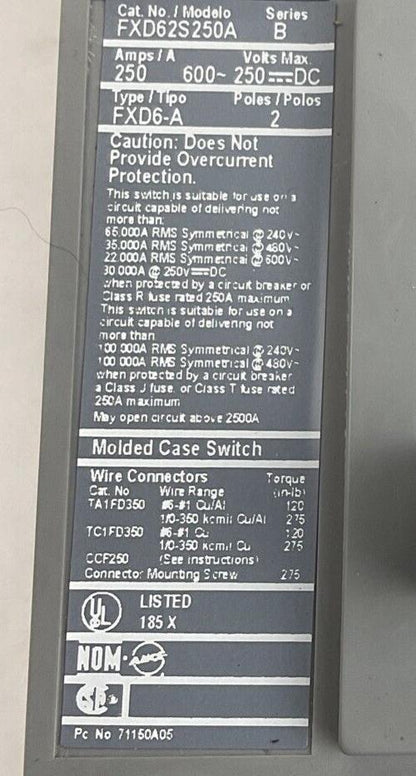 Cat. No./ Modelo Series
FXD62S250A B
Amps / A Volts Max.
250 600~ 250⎓DC
Type / Tipo Poles / Polos
FXD6-A 2
Caution: Does Not
Provide Overcurrent
Protection.
This switch is suitable for use on a
circuit capable of delivering not
more than:
65,000A RMS Symmetrical @ 240v~
35,000A RMS Symmetrical @ 480v~
22,000A RMS Symmetrical @ 600v~
30,000A @ 250v⎓DC
when protected by a circuit breaker or
Class R fuse rated 250A maximum
This switch is suitable for use on a
circuit capable of delivering not
more than
100,000A RMS Symmetrical @ 240v~
100,000A RMS Symmetrical @ 480v~
when protected by a circuit breaker
a Class J fuse, or Class T fuse rated
250A maximum
May open circuit above 2500A
Molded Case Switch
Wire Connectors Torque
Cat. No Wire Range (in-lb)
TA1FD350 #6-#1 Cu/Al 120
1/0-350 kcmil Cu/Al 275
TC1FD350 #6-#1 Cu 120
1/0-350 kcmil Cu 275
CCF250 (See instructions)
Connector Mounting Screw 275
UL LISTED
185 X
NOM-ANCE
Pc No 71150A05